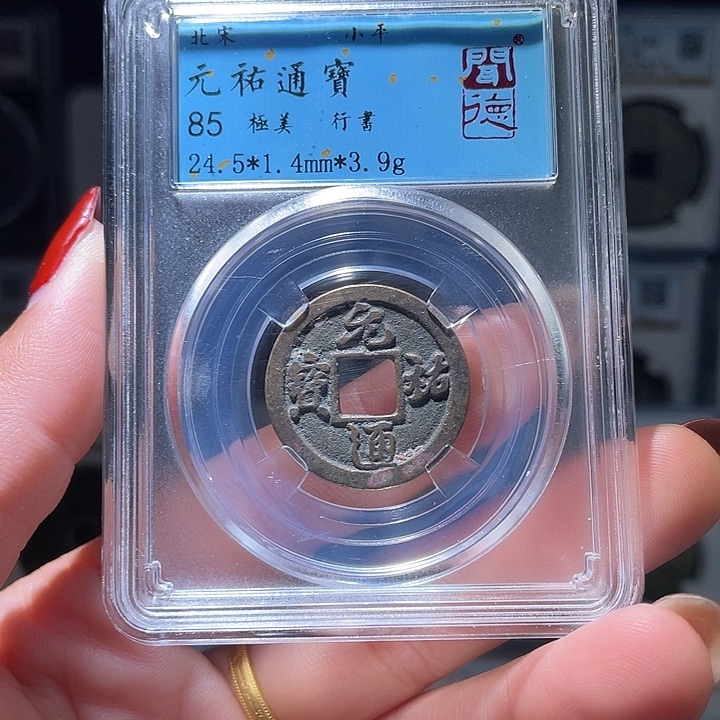 北宋 小平
元祐通寶
85 極美 行書
24.5*1.4mm*3.9g
聞德
®
元祐通寶